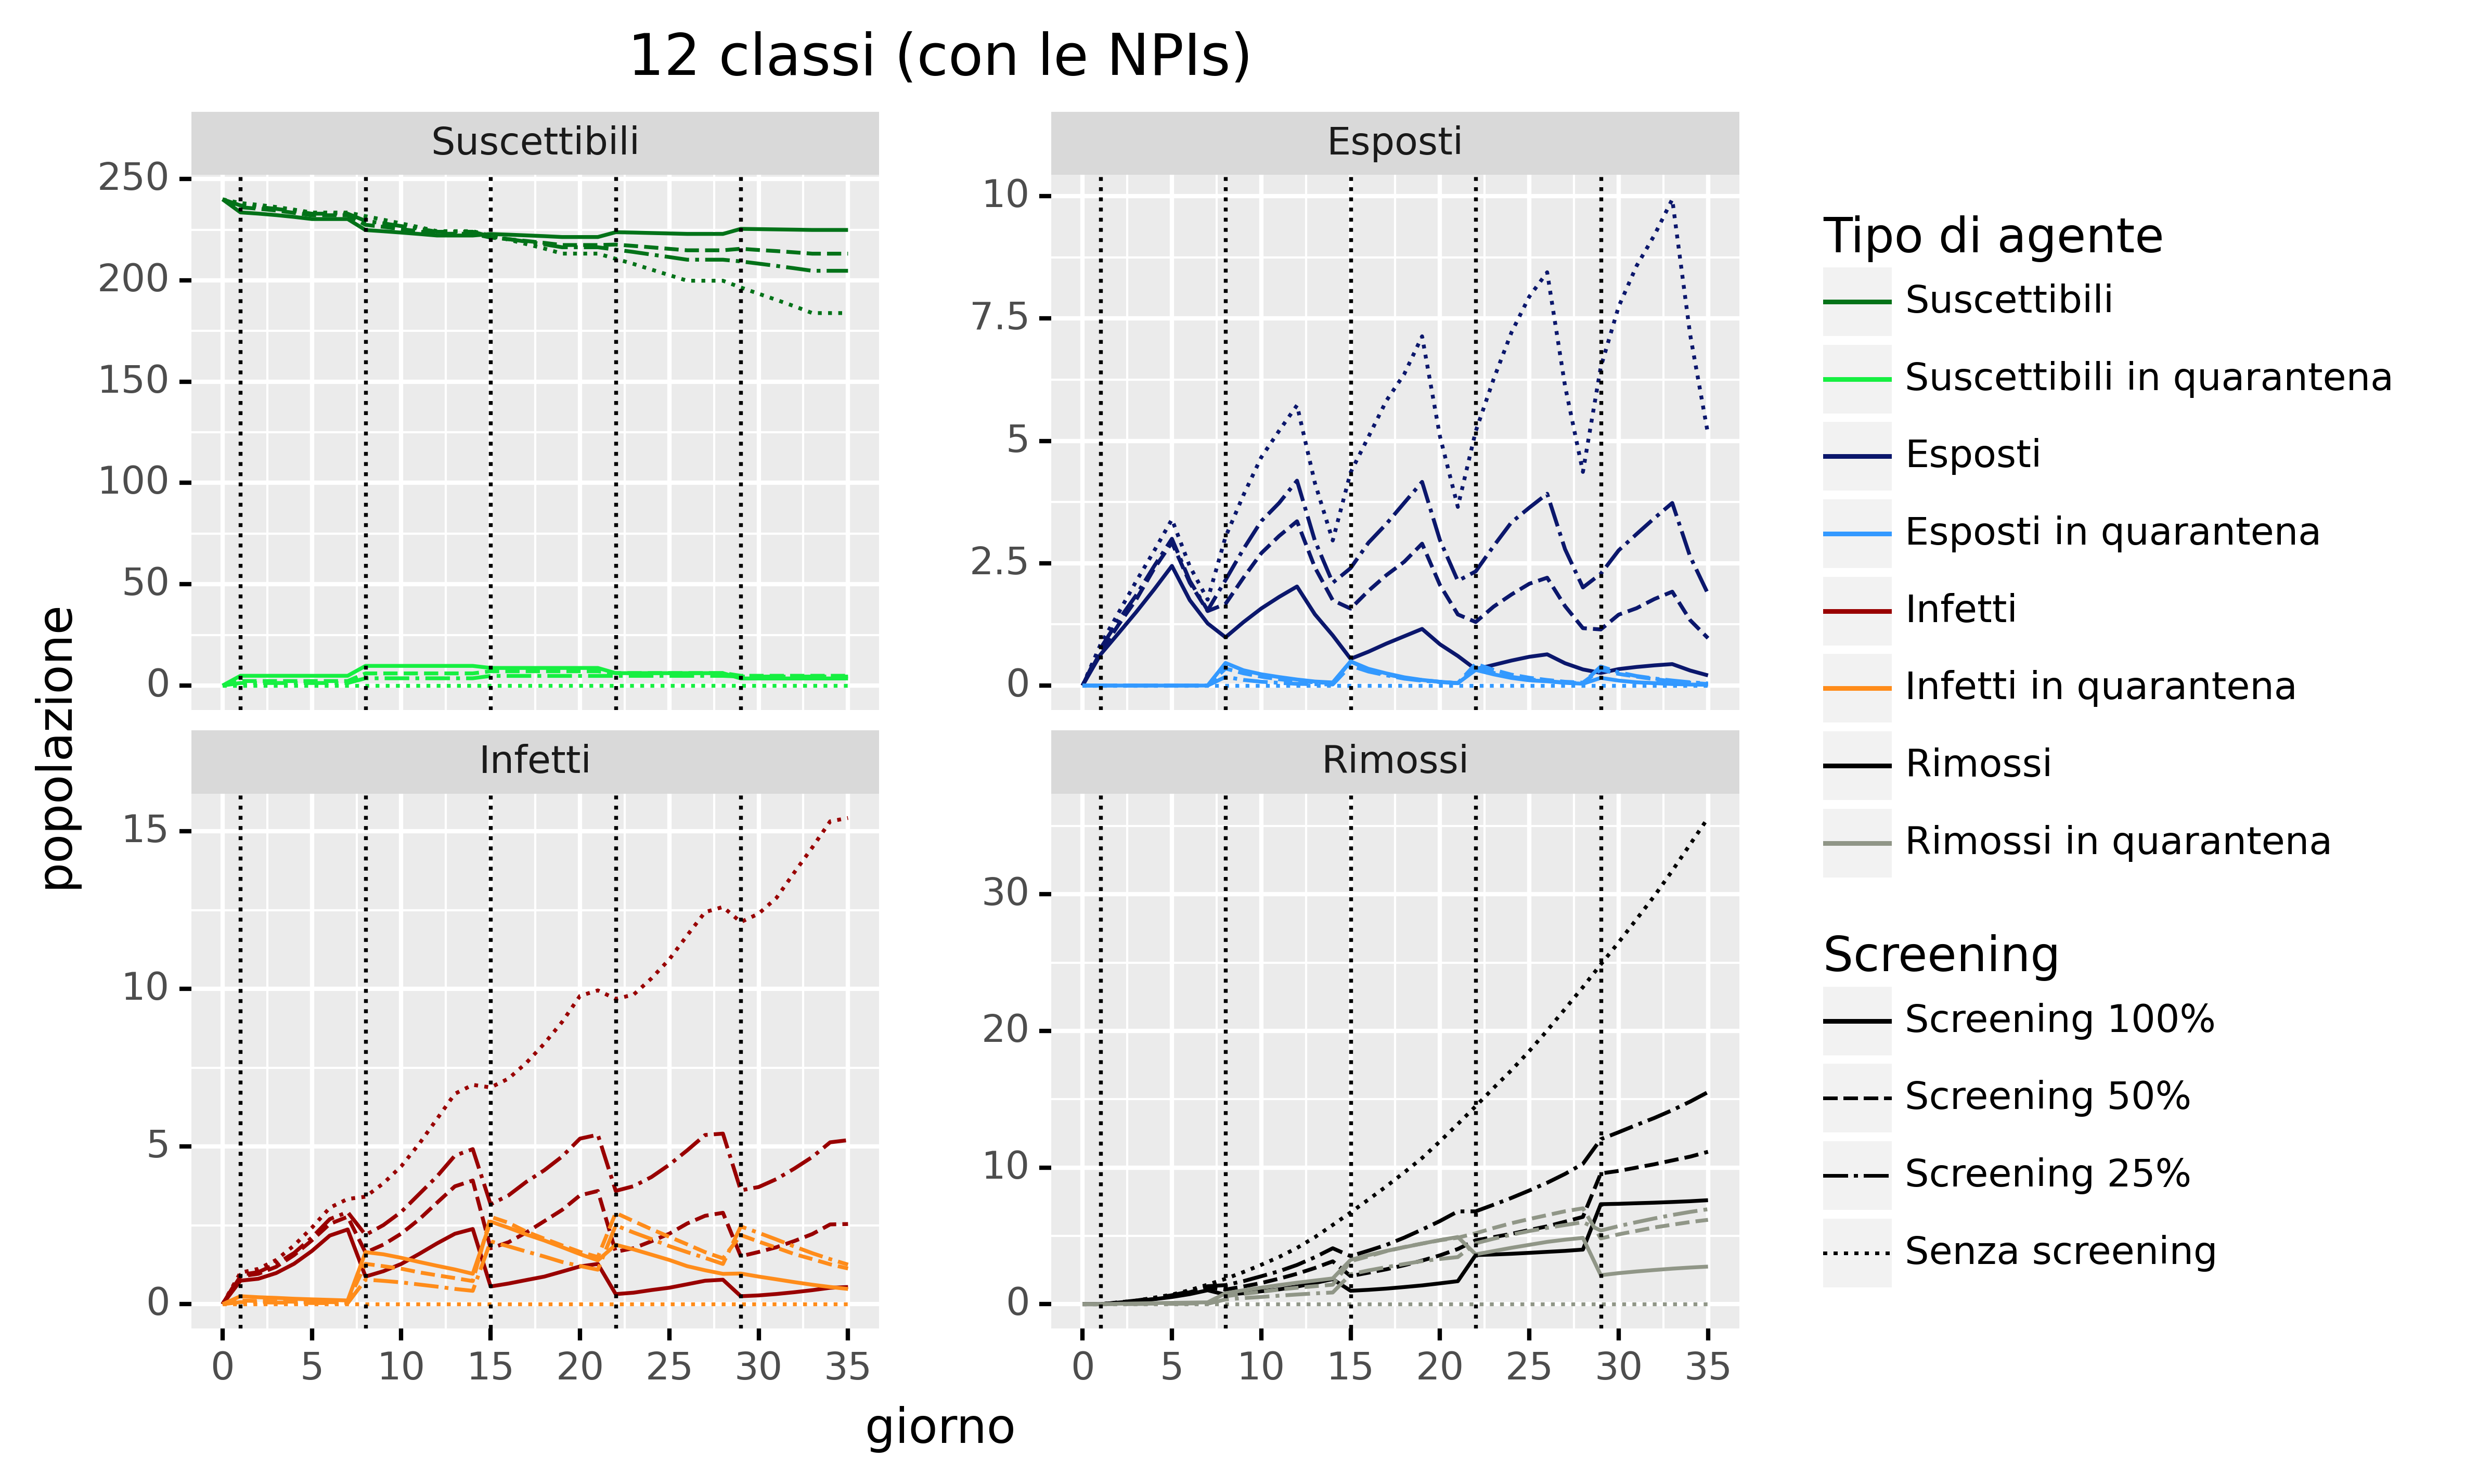 12 classi (con le NPIs)
Suscettibili
250
200
150
100
50
0
Esposti
10
7.5
5
2.5
0
Infetti
15
10
5
0
0 5 10 15 20 25 30 35
Rimossi
30
20
10
0
0 5 10 15 20 25 30 35
popolazione
giorno
Tipo di agente
Suscettibili
Suscettibili in quarantena
Esposti
Esposti in quarantena
Infetti
Infetti in quarantena
Rimossi
Rimossi in quarantena
Screening
Screening 100%
Screening 50%
Screening 25%
Senza screening